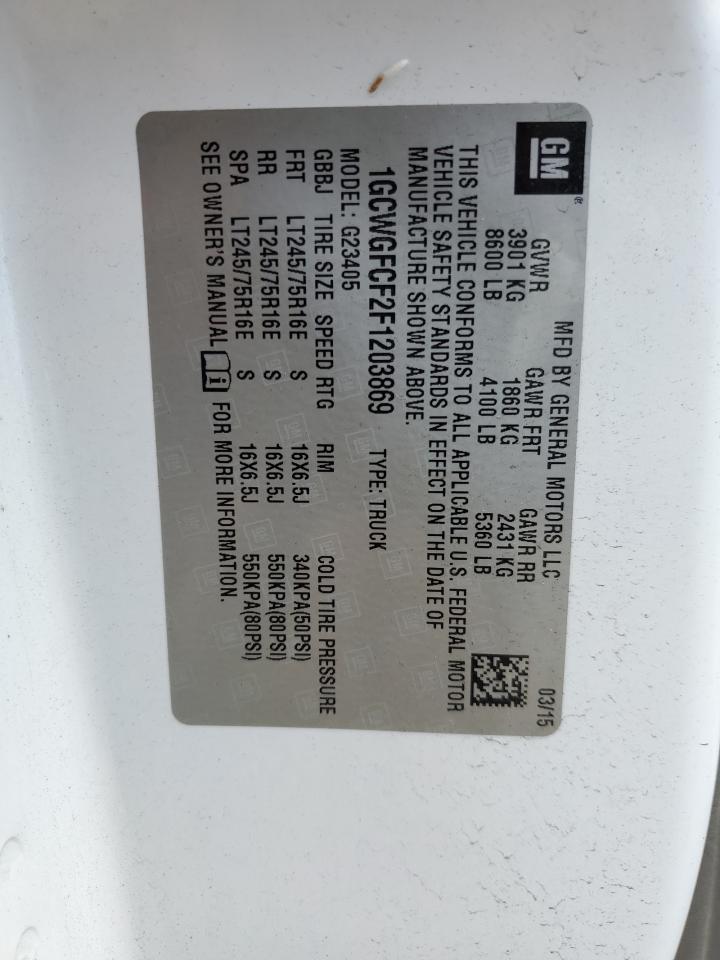 GM®
MFD BY GENERAL MOTORS LLC 03/15
GVWR GAWR FRT GAWR RR
3901 KG 1860 KG 2431 KG
8600 LB 4100 LB 5360 LB
THIS VEHICLE CONFORMS TO ALL APPLICABLE U.S. FEDERAL MOTOR
VEHICLE SAFETY STANDARDS IN EFFECT ON THE DATE OF
MANUFACTURE SHOWN ABOVE.
1GCWGFCF2F1203869 TYPE: TRUCK
MODEL: G23405
GBBJ TIRE SIZE SPEED RTG RIM COLD TIRE PRESSURE
FRT LT245/75R16E S 16X6.5J 340KPA(50PSI)
RR LT245/75R16E S 16X6.5J 550KPA(80PSI)
SPA LT245/75R16E S 16X6.5J 550KPA(80PSI)
SEE OWNER'S MANUAL i FOR MORE INFORMATION.